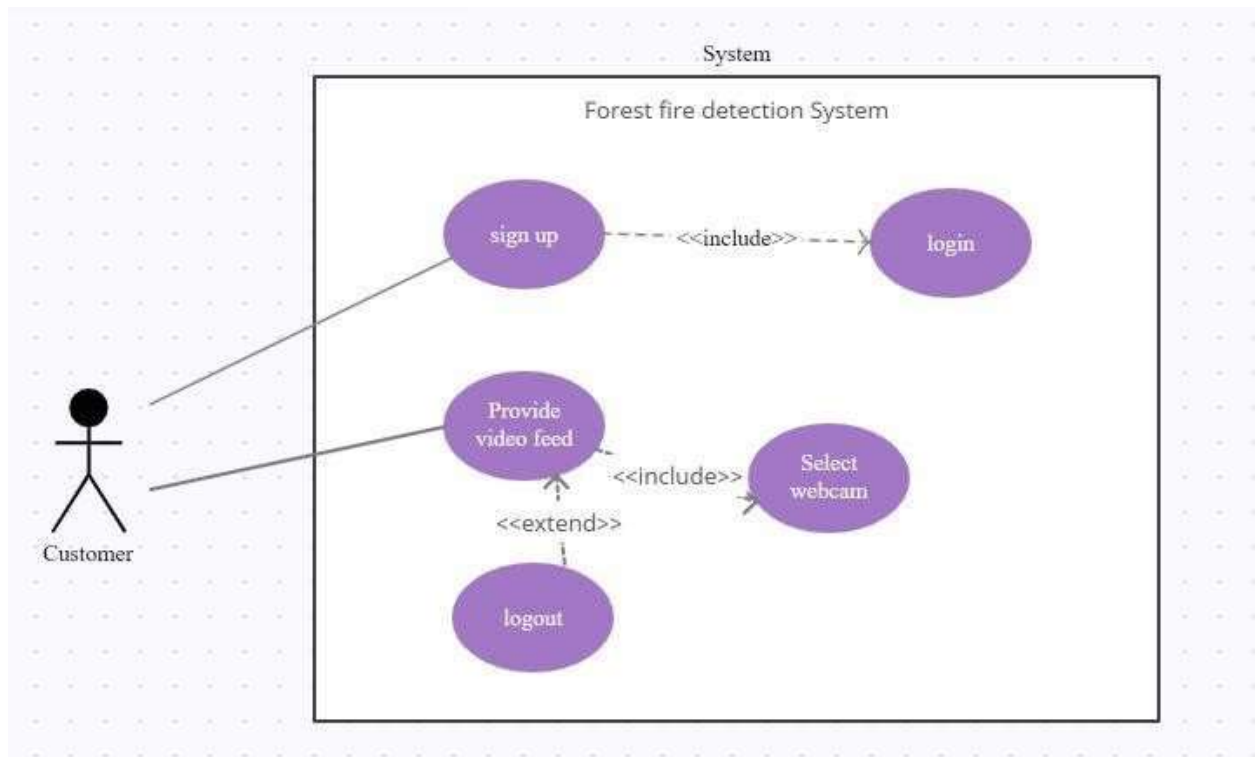 System
Forest fire detection System
sign up
<<include>>
login
Provide
video feed
<<include>>
Select
webcam
<<extend>>
logout
Customer